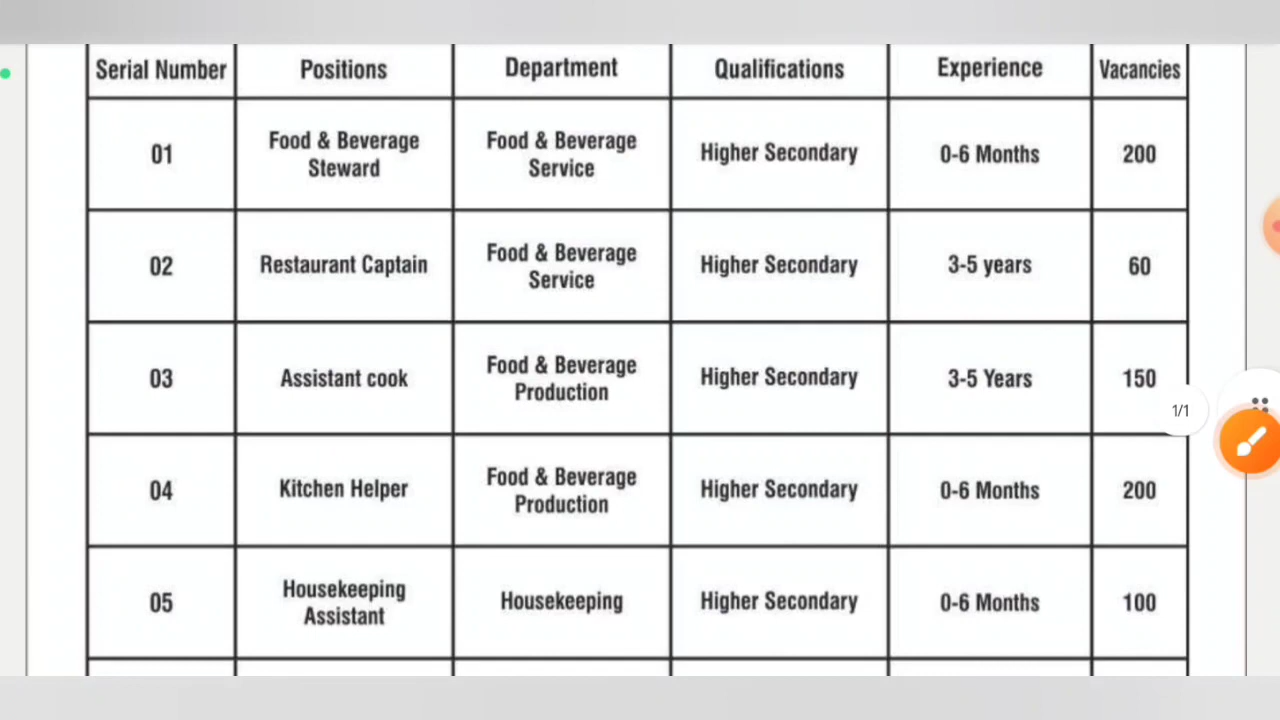 Serial Number Positions Department Qualifications Experience Vacancies
01 Food & Beverage Steward Food & Beverage Service Higher Secondary 0-6 Months 200
02 Restaurant Captain Food & Beverage Service Higher Secondary 3-5 years 60
03 Assistant cook Food & Beverage Production Higher Secondary 3-5 Years 150
1/1
04 Kitchen Helper Food & Beverage Production Higher Secondary 0-6 Months 200
05 Housekeeping Assistant Housekeeping Higher Secondary 0-6 Months 100